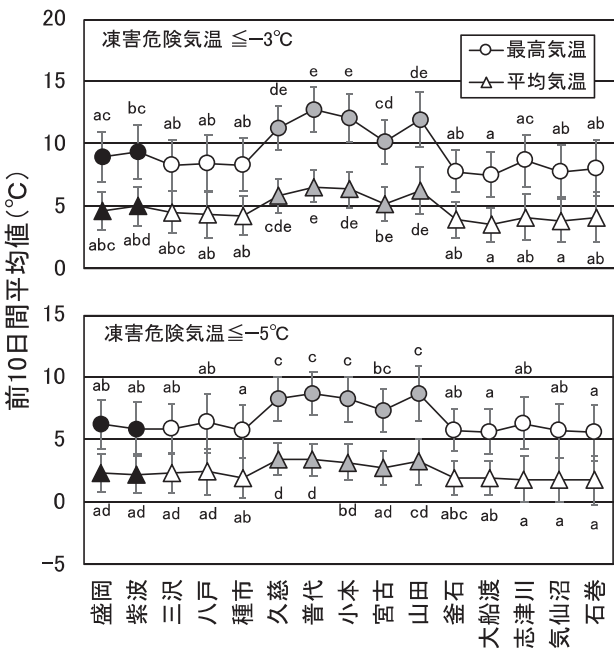 前10日間平均値(℃)
凍害危険気温 ≦−3℃
最高気温
平均気温
20
15
10
5
0
ac bc ab ab ab de e e cd de ab a ac ab ab
abc abd abc ab ab cde e de be de ab a ab a ab
凍害危険気温≦−5℃
15
10
5
0
−5
ab ab ab ab a c c c bc c ab a ab ab a
ad ad ad ad ab d d bd ad cd abc ab a a a
盛岡
紫波
三沢
八戸
種市
久慈
普代
小本
宮古
山田
釜石
大船渡
志津川
気仙沼
石巻